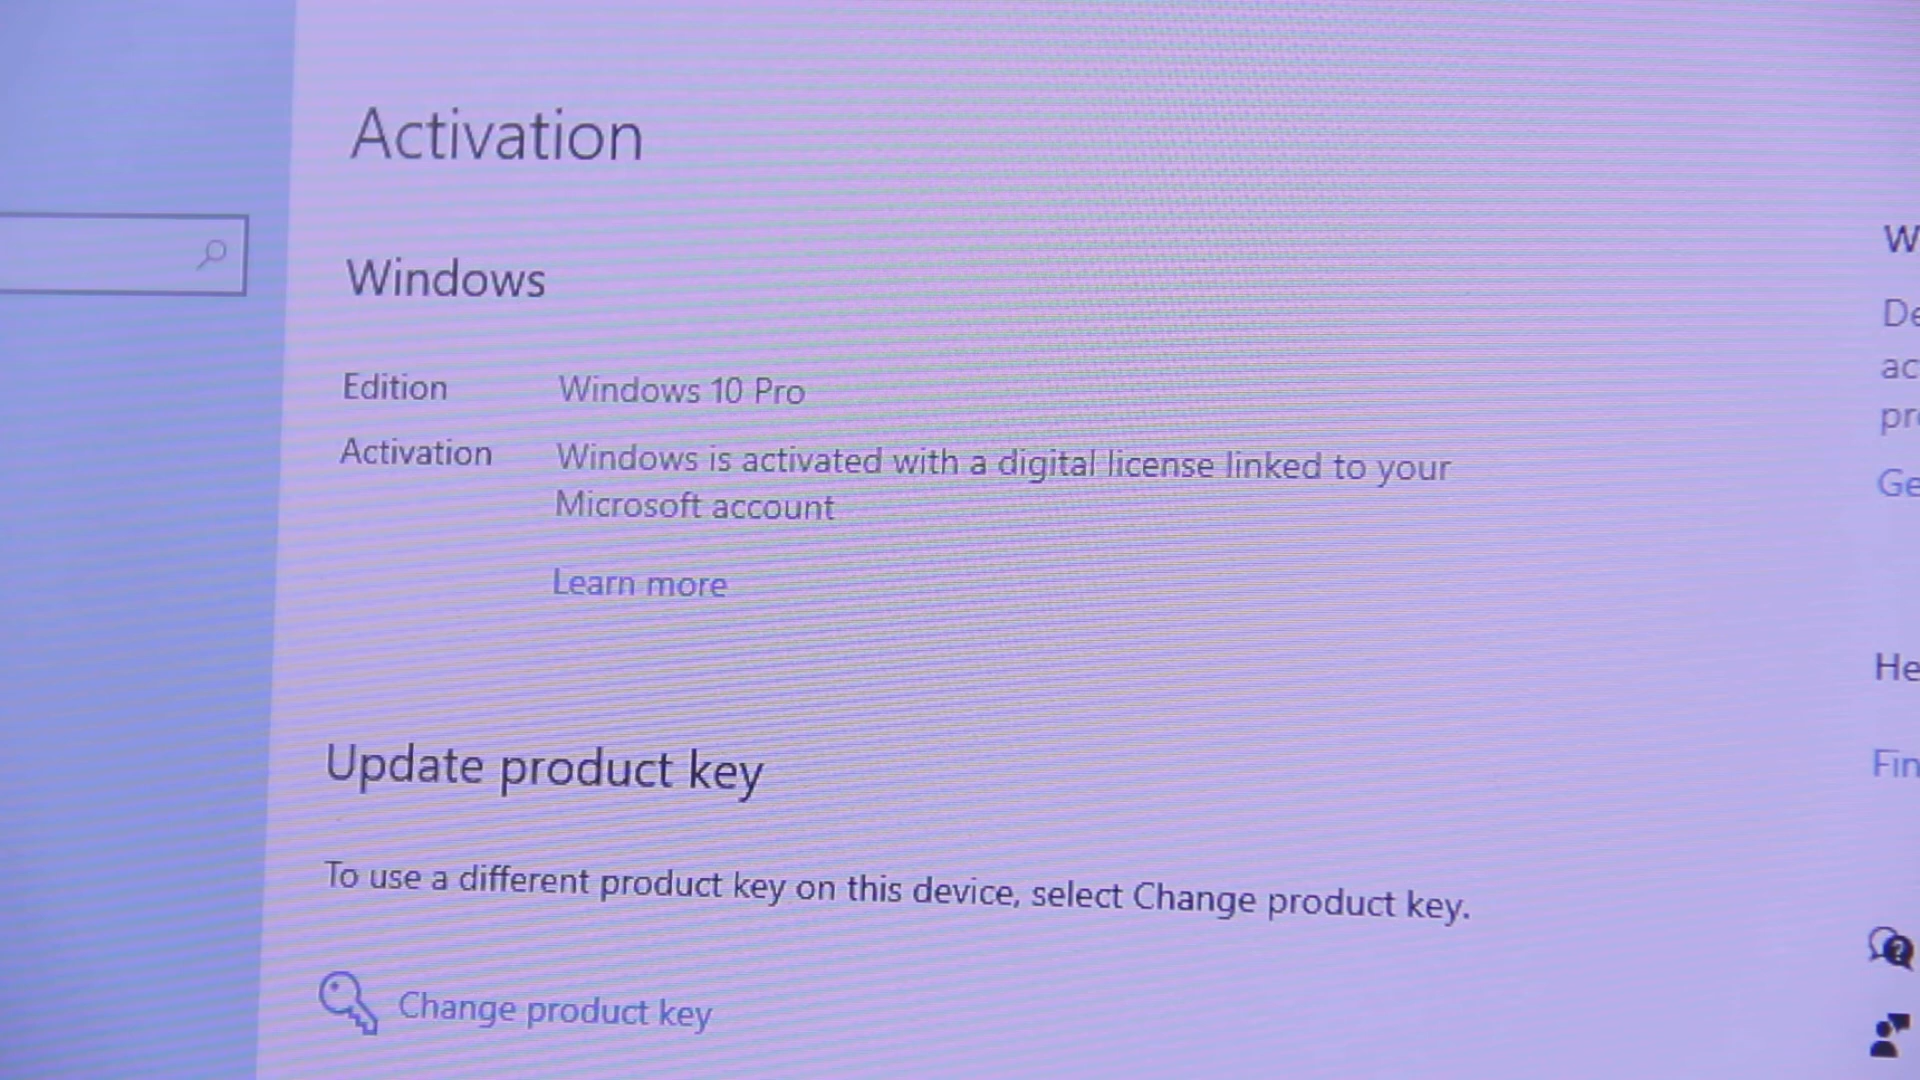 Activation
Windows
Edition Windows 10 Pro
Activation Windows is activated with a digital license linked to your
Microsoft account
Learn more
Update product key
To use a different product key on this device, select Change product key.
Change product key